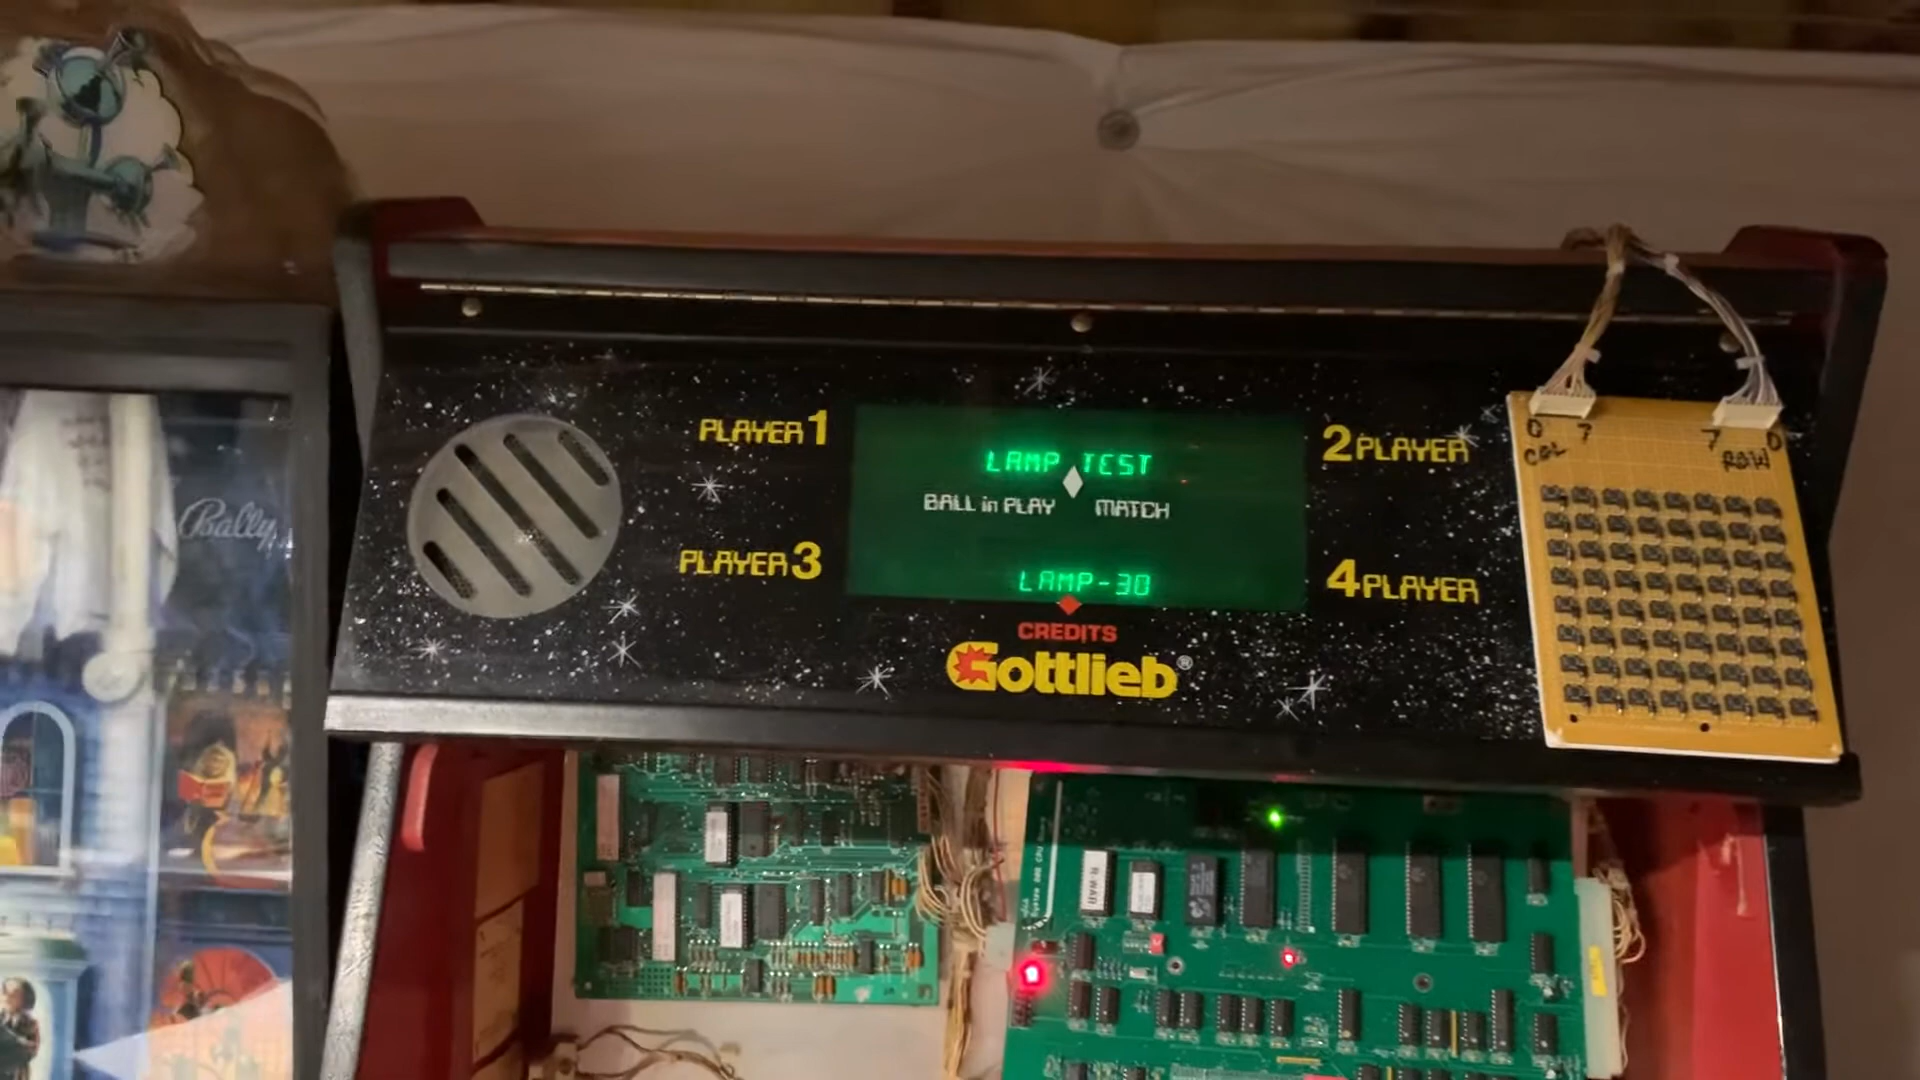 PLAYER 1
LAMP TEST
2 PLAYER
BALL in PLAY MATCH
PLAYER 3
LAMP-30
4 PLAYER
CREDITS
Gottlieb®
0 7 7 0
COL ROW
Bally
R-WAR